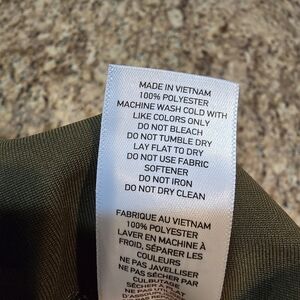 MADE IN VIETNAM
100% POLYESTER
MACHINE WASH COLD WITH
LIKE COLORS ONLY
DO NOT BLEACH
DO NOT TUMBLE DRY
LAY FLAT TO DRY
DO NOT USE FABRIC
SOFTENER
DO NOT IRON
DO NOT DRY CLEAN
FABRIQUE AU VIETNAM
100% POLYESTER
LAVER EN MACHINE À
FROID, SÉPARER LES
COULEURS
NE PAS JAVELLISER
NE PAS SÉCHER PAR
CULBUTAGE
SÉCHER À